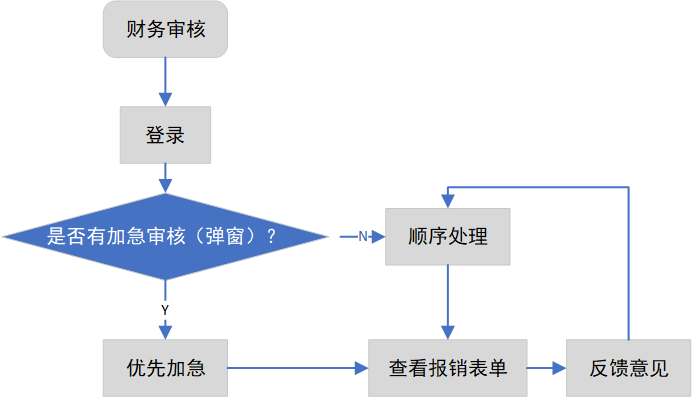 财务审核
登录
是否有加急审核（弹窗）？
N
顺序处理
Y
优先加急
查看报销表单
反馈意见